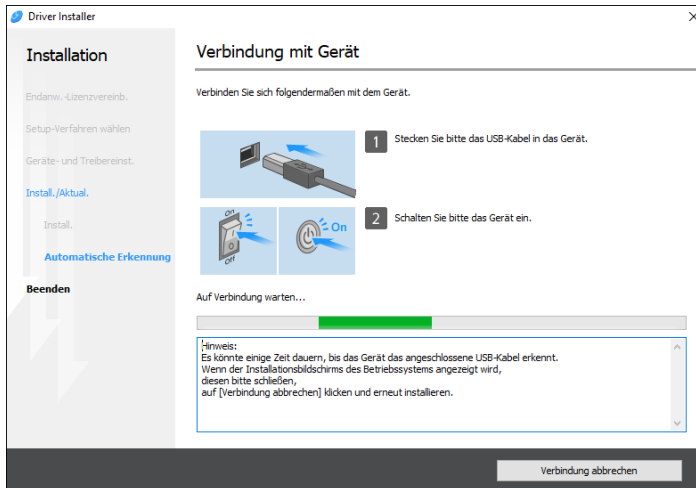 Driver Installer
Installation
Endanw.-Lizenzvereinb.
Setup-Verfahren wählen
Geräte- und Treibereinst.
Install./Aktual.
Install.
Automatische Erkennung
Beenden
Verbindung mit Gerät
Verbinden Sie sich folgendermaßen mit dem Gerät.
1 Stecken Sie bitte das USB-Kabel in das Gerät.
On
Off
On
2 Schalten Sie bitte das Gerät ein.
Auf Verbindung warten...
Hinweis:
Es könnte einige Zeit dauern, bis das Gerät das angeschlossene USB-Kabel erkennt.
Wenn der Installationsbildschirms des Betriebssystems angezeigt wird,
diesen bitte schließen,
auf [Verbindung abbrechen] klicken und erneut installieren.
Verbindung abbrechen